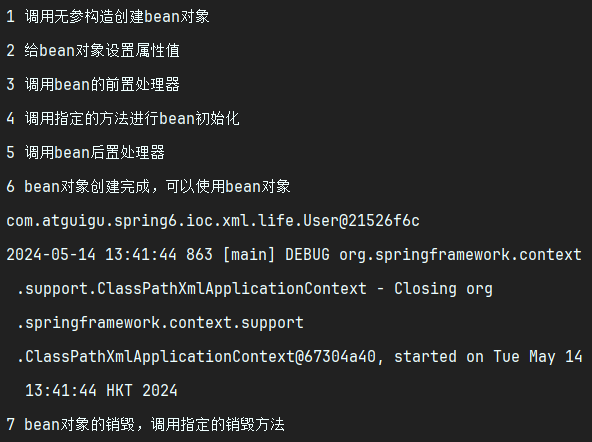 1 调用无参构造创建bean对象
2 给bean对象设置属性值
3 调用bean的前置处理器
4 调用指定的方法进行bean初始化
5 调用bean后置处理器
6 bean对象创建完成，可以使用bean对象
com.atguigu.spring6.ioc.xml.life.User@21526f6c
2024-05-14 13:41:44 863 [main] DEBUG org.springframework.context
.support.ClassPathXmlApplicationContext - Closing org
.springframework.context.support
.ClassPathXmlApplicationContext@67304a40, started on Tue May 14
13:41:44 HKT 2024
7 bean对象的销毁，调用指定的销毁方法